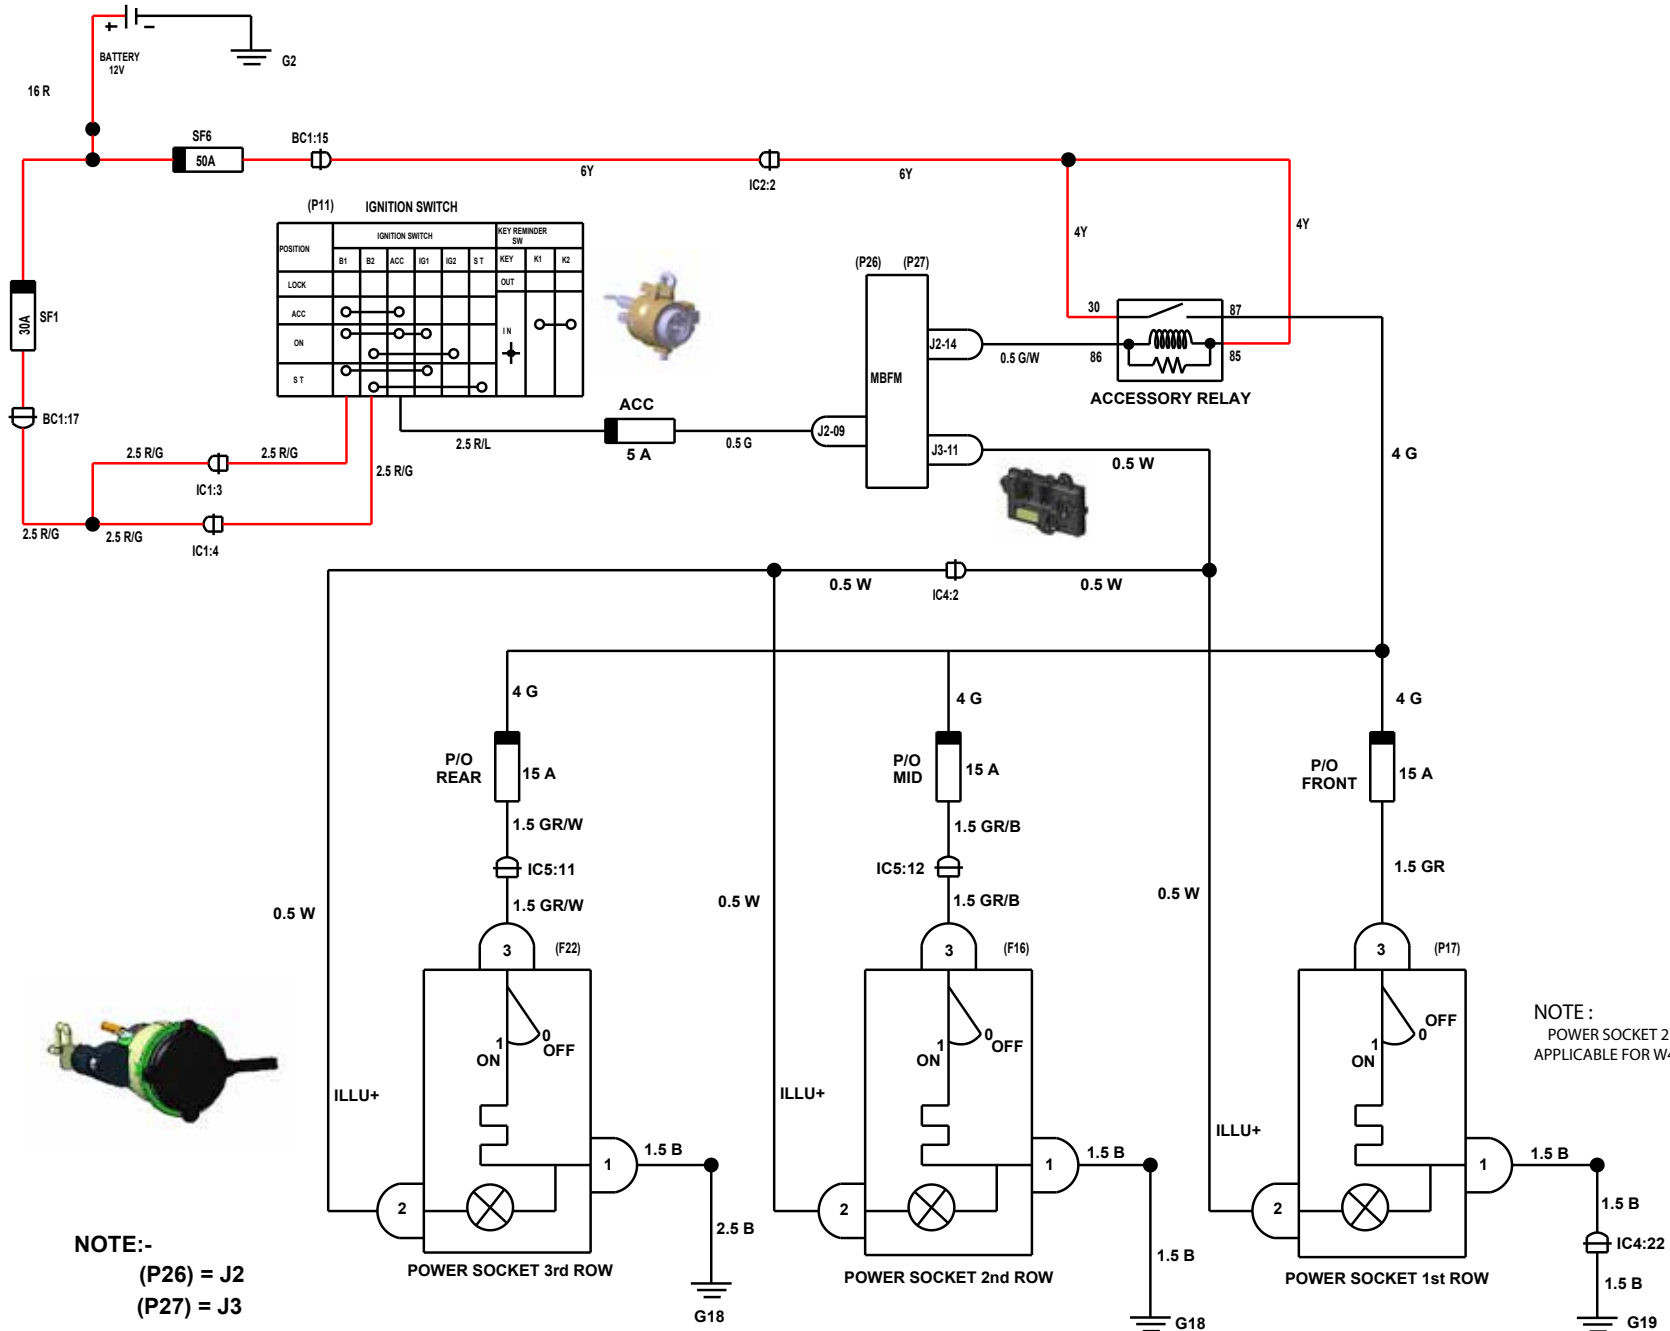 BATTERY
12V
G2
16 R
SF6
50A
BC1:15
6Y
IC2:2
6Y
4Y
4Y
(P11) IGNITION SWITCH
POSITION
IGNITION SWITCH
KEY REMINDER
SW
B1 B2 ACC IG1 IG2 S T KEY K1 K2
LOCK OUT
ACC
ON
I N
S T
30A
SF1
BC1:17
2.5 R/G
2.5 R/G
IC1:3
2.5 R/G
2.5 R/G
2.5 R/G
IC1:4
2.5 R/L
ACC
5 A
0.5 G
J2-09
(P26) (P27)
MBFM
J2-14
J3-11
0.5 G/W
0.5 W
30
87
86
85
ACCESSORY RELAY
4 G
0.5 W
IC4:2
0.5 W
4 G
4 G
4 G
P/O
REAR
15 A
P/O
MID
15 A
P/O
FRONT
15 A
1.5 GR/W
1.5 GR/B
IC5:11
IC5:12
1.5 GR
1.5 GR/W
1.5 GR/B
0.5 W
0.5 W
0.5 W
3
(F22)
3
(F16)
3
(P17)
1
ON
0
OFF
1
ON
0
OFF
1
ON
0
OFF
NOTE :
POWER SOCKET 2
APPLICABLE FOR W4
ILLU+
ILLU+
ILLU+
1
1.5 B
1
1.5 B
1
1.5 B
2
2
2
2.5 B
1.5 B
1.5 B
IC4:22
1.5 B
POWER SOCKET 3rd ROW
POWER SOCKET 2nd ROW
POWER SOCKET 1st ROW
G18
G18
G19
NOTE:-
(P26) = J2
(P27) = J3